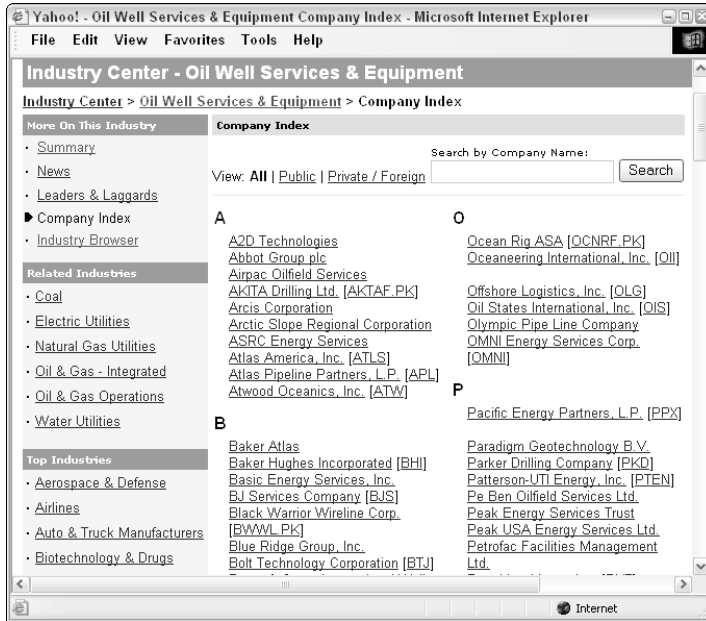 Yahoo! - Oil Well Services & Equipment Company Index - Microsoft Internet Explorer
File Edit View Favorites Tools Help
Industry Center - Oil Well Services & Equipment
Industry Center > Oil Well Services & Equipment > Company Index
More On This Industry
· Summary
· News
· Leaders & Laggards
Company Index
· Industry Browser
Related Industries
· Coal
· Electric Utilities
· Natural Gas Utilities
· Oil & Gas - Integrated
· Oil & Gas Operations
· Water Utilities
Top Industries
· Aerospace & Defense
· Airlines
· Auto & Truck Manufacturers
· Biotechnology & Drugs
Company Index
Search by Company Name:
View: All | Public | Private / Foreign
Search
A
A2D Technologies
Abbot Group plc
Airpac Oilfield Services
AKITA Drilling Ltd. [AKTAF.PK]
Arcis Corporation
Arctic Slope Regional Corporation
ASRC Energy Services
Atlas America, Inc. [ATLS]
Atlas Pipeline Partners, L.P. [APL]
Atwood Oceanics, Inc. [ATW]
B
Baker Atlas
Baker Hughes Incorporated [BHI]
Basic Energy Services, Inc.
BJ Services Company [BJS]
Black Warrior Wireline Corp.
[BWWL.PK]
Blue Ridge Group, Inc.
Bolt Technology Corporation [BTJ]
O
Ocean Rig ASA [OCNRF.PK]
Oceaneering International, Inc. [OII]
Offshore Logistics, Inc. [OLG]
Oil States International, Inc. [OIS]
Olympic Pipe Line Company
OMNI Energy Services Corp.
[OMNI]
P
Pacific Energy Partners, L.P. [PPX]
Paradigm Geotechnology B.V.
Parker Drilling Company [PKD]
Patterson-UTI Energy, Inc. [PTEN]
Pe Ben Oilfield Services Ltd.
Peak Energy Services Trust
Peak USA Energy Services Ltd.
Petrofac Facilities Management
Ltd.
Internet